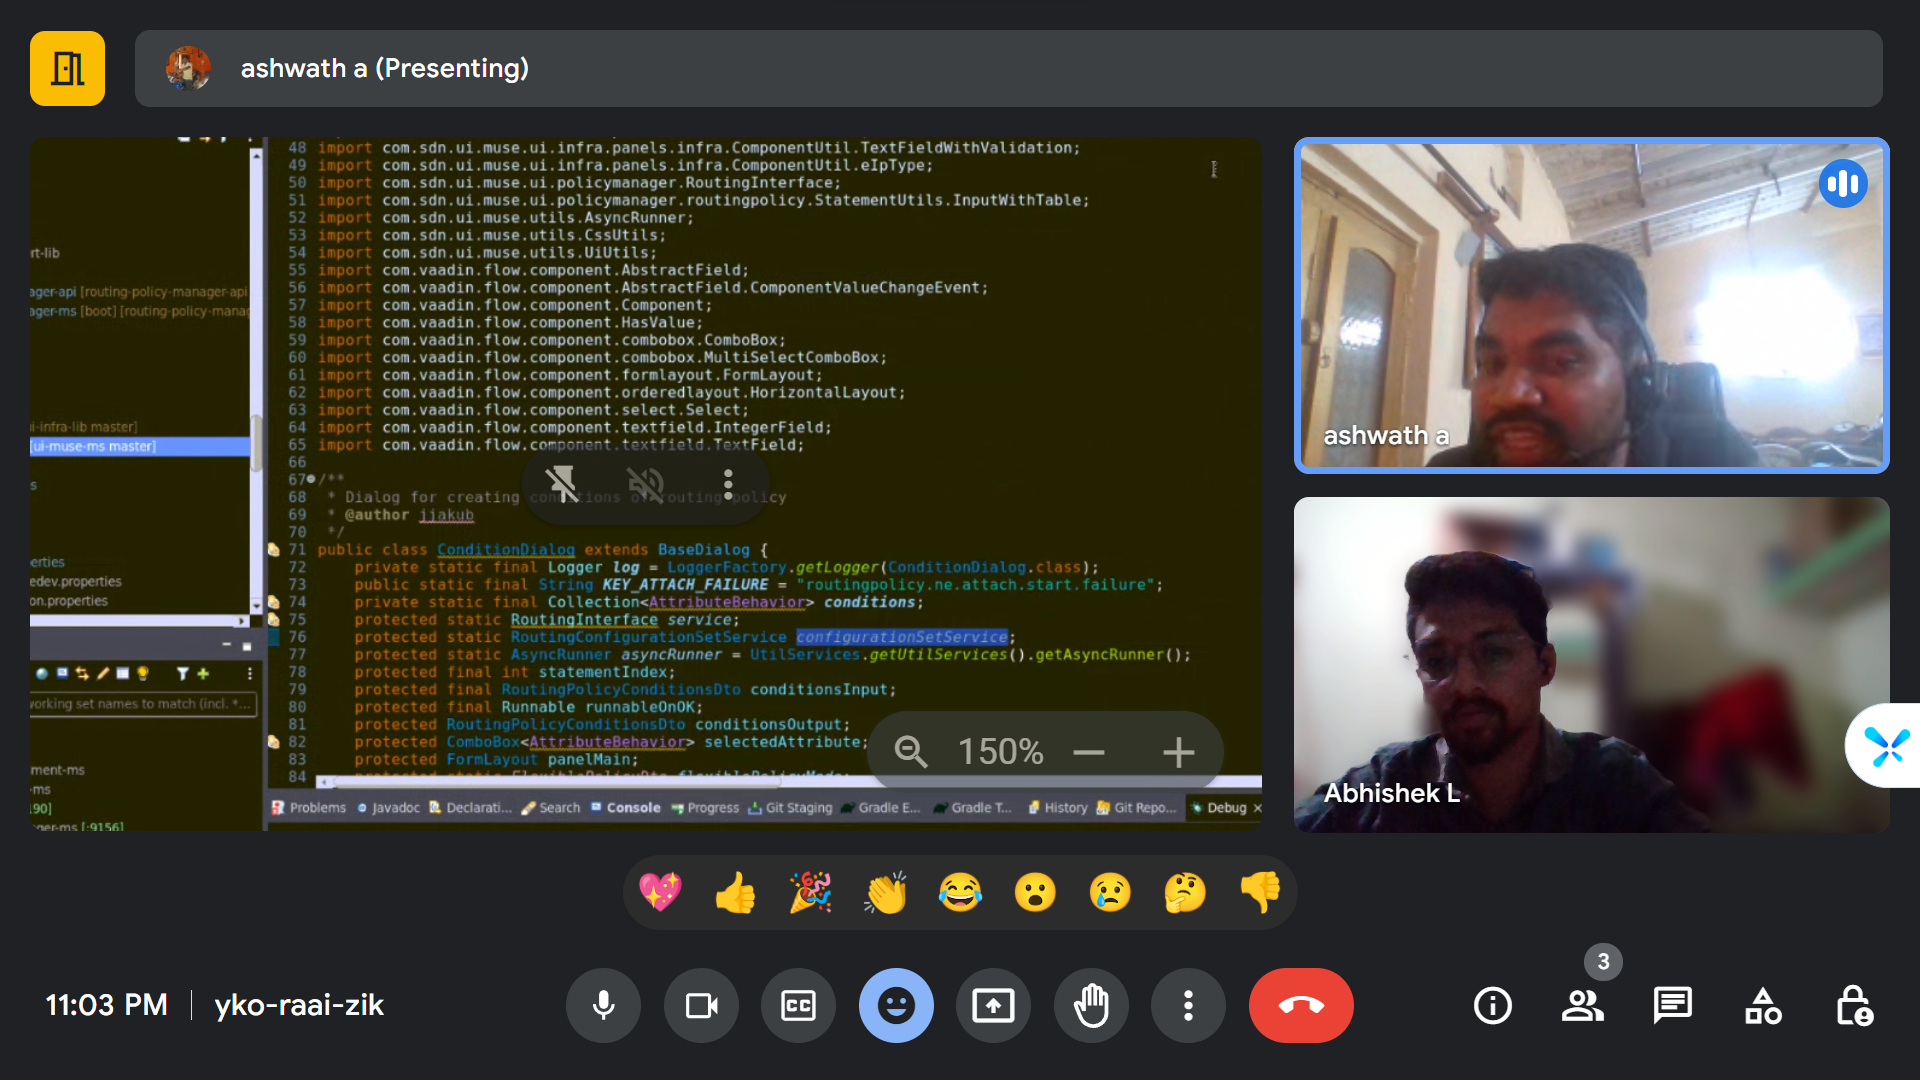 ashwath a (Presenting)
rt-lib
ager-api [routing-policy-manager-api
ager-ms [boot] [routing-policy-manag
ui-infra-lib master]
[ui-muse-ms master]
s
erties
edev.properties
on.properties
working set names to match (incl. *...
ment-ms
-ms
190]
ager-ms [:9156]
48 import com.sdn.ui.muse.ui.infra.panels.infra.ComponentUtil.TextFieldWithValidation;
49 import com.sdn.ui.muse.ui.infra.panels.infra.ComponentUtil.eIpType;
50 import com.sdn.ui.muse.ui.policymanager.RoutingInterface;
51 import com.sdn.ui.muse.ui.policymanager.routingpolicy.StatementUtils.InputWithTable;
52 import com.sdn.ui.muse.utils.AsyncRunner;
53 import com.sdn.ui.muse.utils.CssUtils;
54 import com.sdn.ui.muse.utils.UiUtils;
55 import com.vaadin.flow.component.AbstractField;
56 import com.vaadin.flow.component.AbstractField.ComponentValueChangeEvent;
57 import com.vaadin.flow.component.Component;
58 import com.vaadin.flow.component.HasValue;
59 import com.vaadin.flow.component.combobox.ComboBox;
60 import com.vaadin.flow.component.combobox.MultiSelectComboBox;
61 import com.vaadin.flow.component.formlayout.FormLayout;
62 import com.vaadin.flow.component.orderedlayout.HorizontalLayout;
63 import com.vaadin.flow.component.select.Select;
64 import com.vaadin.flow.component.textfield.IntegerField;
65 import com.vaadin.flow.component.textfield.TextField;
66
67 /**
68 * Dialog for creating conditions of routing policy
69 * @author jjakub
70 */
71 public class ConditionDialog extends BaseDialog {
72 private static final Logger log = LoggerFactory.getLogger(ConditionDialog.class);
73 public static final String KEY_ATTACH_FAILURE = "routingpolicy.ne.attach.start.failure";
74 private static final Collection<AttributeBehavior> conditions;
75 protected static RoutingInterface service;
76 protected static RoutingConfigurationSetService configurationSetService;
77 protected static AsyncRunner asyncRunner = UtilServices.getUtilServices().getAsyncRunner();
78 protected final int statementIndex;
79 protected final RoutingPolicyConditionsDto conditionsInput;
80 protected final Runnable runnableOnOK;
81 protected RoutingPolicyConditionsDto conditionsOutput;
82 protected ComboBox<AttributeBehavior> selectedAttribute;
83 protected FormLayout panelMain;
84
150%
Problems Javadoc Declarati... Search Console Progress Git Staging Gradle E... Gradle T... History Git Repo... Debug
ashwath a
Abhishek L
11:03 PM yko-raai-zik
CC
3